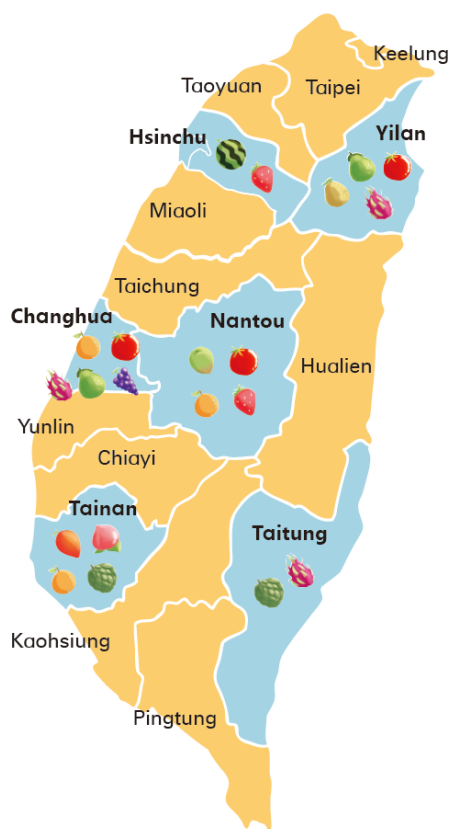 Keelung
Taoyuan
Taipei
Hsinchu
Yilan
Miaoli
Taichung
Changhua
Nantou
Hualien
Yunlin
Chiayi
Tainan
Taitung
Kaohsiung
Pingtung